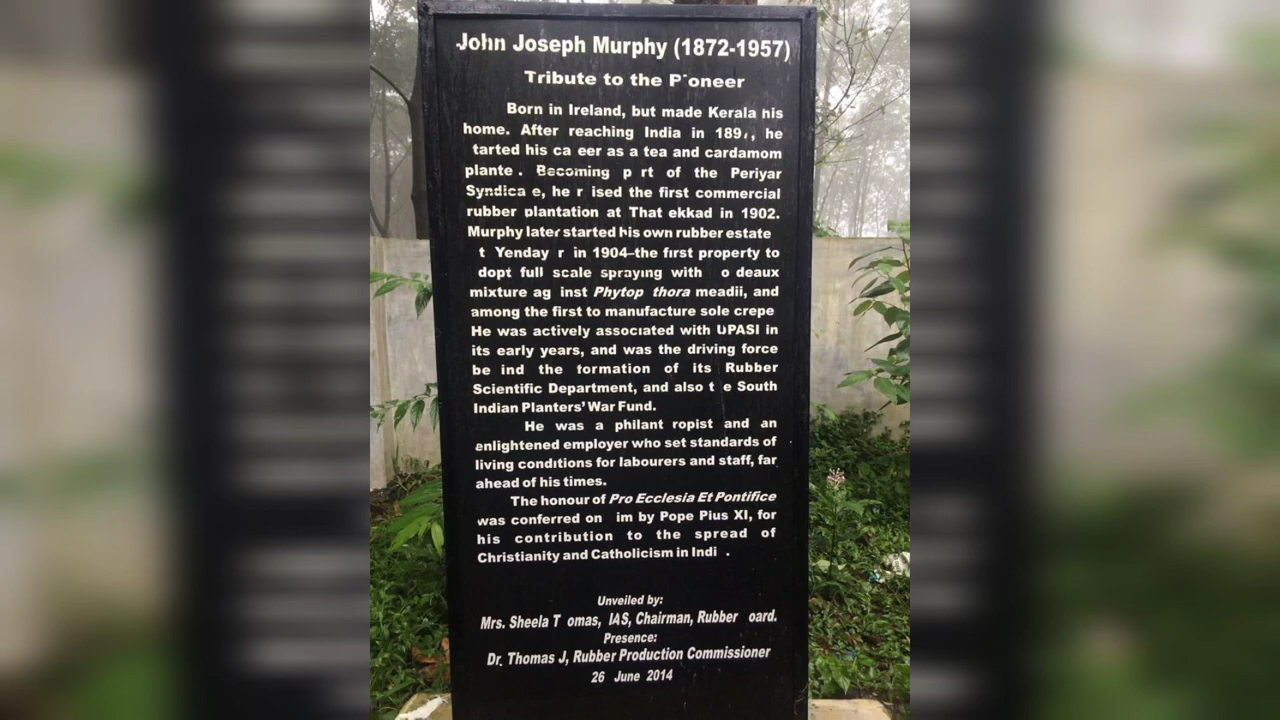 John Joseph Murphy (1872-1957)
Tribute to the P oneer
Born in Ireland, but made Kerala his
home. After reaching India in 189 , he
tarted his ca eer as a tea and cardamom
plante . Becoming p rt of the Periyar
Syndica e, he r ised the first commercial
rubber plantation at That ekkad in 1902.
Murphy later started his own rubber estate
t Yenday r in 1904–the first property to
dopt full scale spraying with o deaux
mixture ag inst Phytop thora meadii, and
among the first to manufacture sole crepe
He was actively associated with UPASI in
its early years, and was the driving force
be ind the formation of its Rubber
Scientific Department, and also t e South
Indian Planters' War Fund.
He was a philant ropist and an
enlightened employer who set standards of
living conditions for labourers and staff, far
ahead of his times.
The honour of Pro Ecclesia Et Pontifice
was conferred on im by Pope Pius XI, for
his contribution to the spread of
Christianity and Catholicism in Indi .
Unveiled by:
Mrs. Sheela T omas, IAS, Chairman, Rubber oard.
Presence:
Dr. Thomas J, Rubber Production Commissioner
26 June 2014